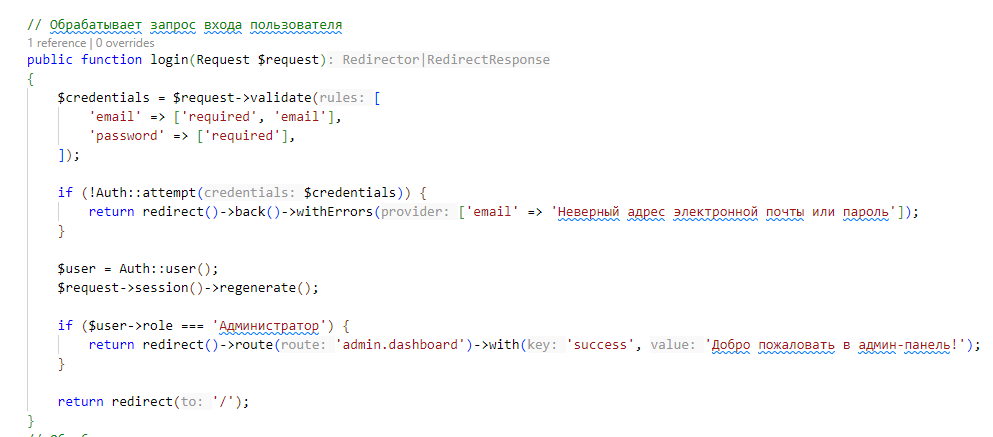 // Обрабатывает запрос входа пользователя
1 reference | 0 overrides
public function login(Request $request): Redirector|RedirectResponse
{
    $credentials = $request->validate(rules: [
        'email' => ['required', 'email'],
        'password' => ['required'],
    ]);

    if (!Auth::attempt(credentials: $credentials)) {
        return redirect()->back()->withErrors(provider: ['email' => 'Неверный адрес электронной почты или пароль']);
    }

    $user = Auth::user();
    $request->session()->regenerate();

    if ($user->role === 'Администратор') {
        return redirect()->route(route: 'admin.dashboard')->with(key: 'success', value: 'Добро пожаловать в админ-панель!');
    }

    return redirect(to: '/');
}